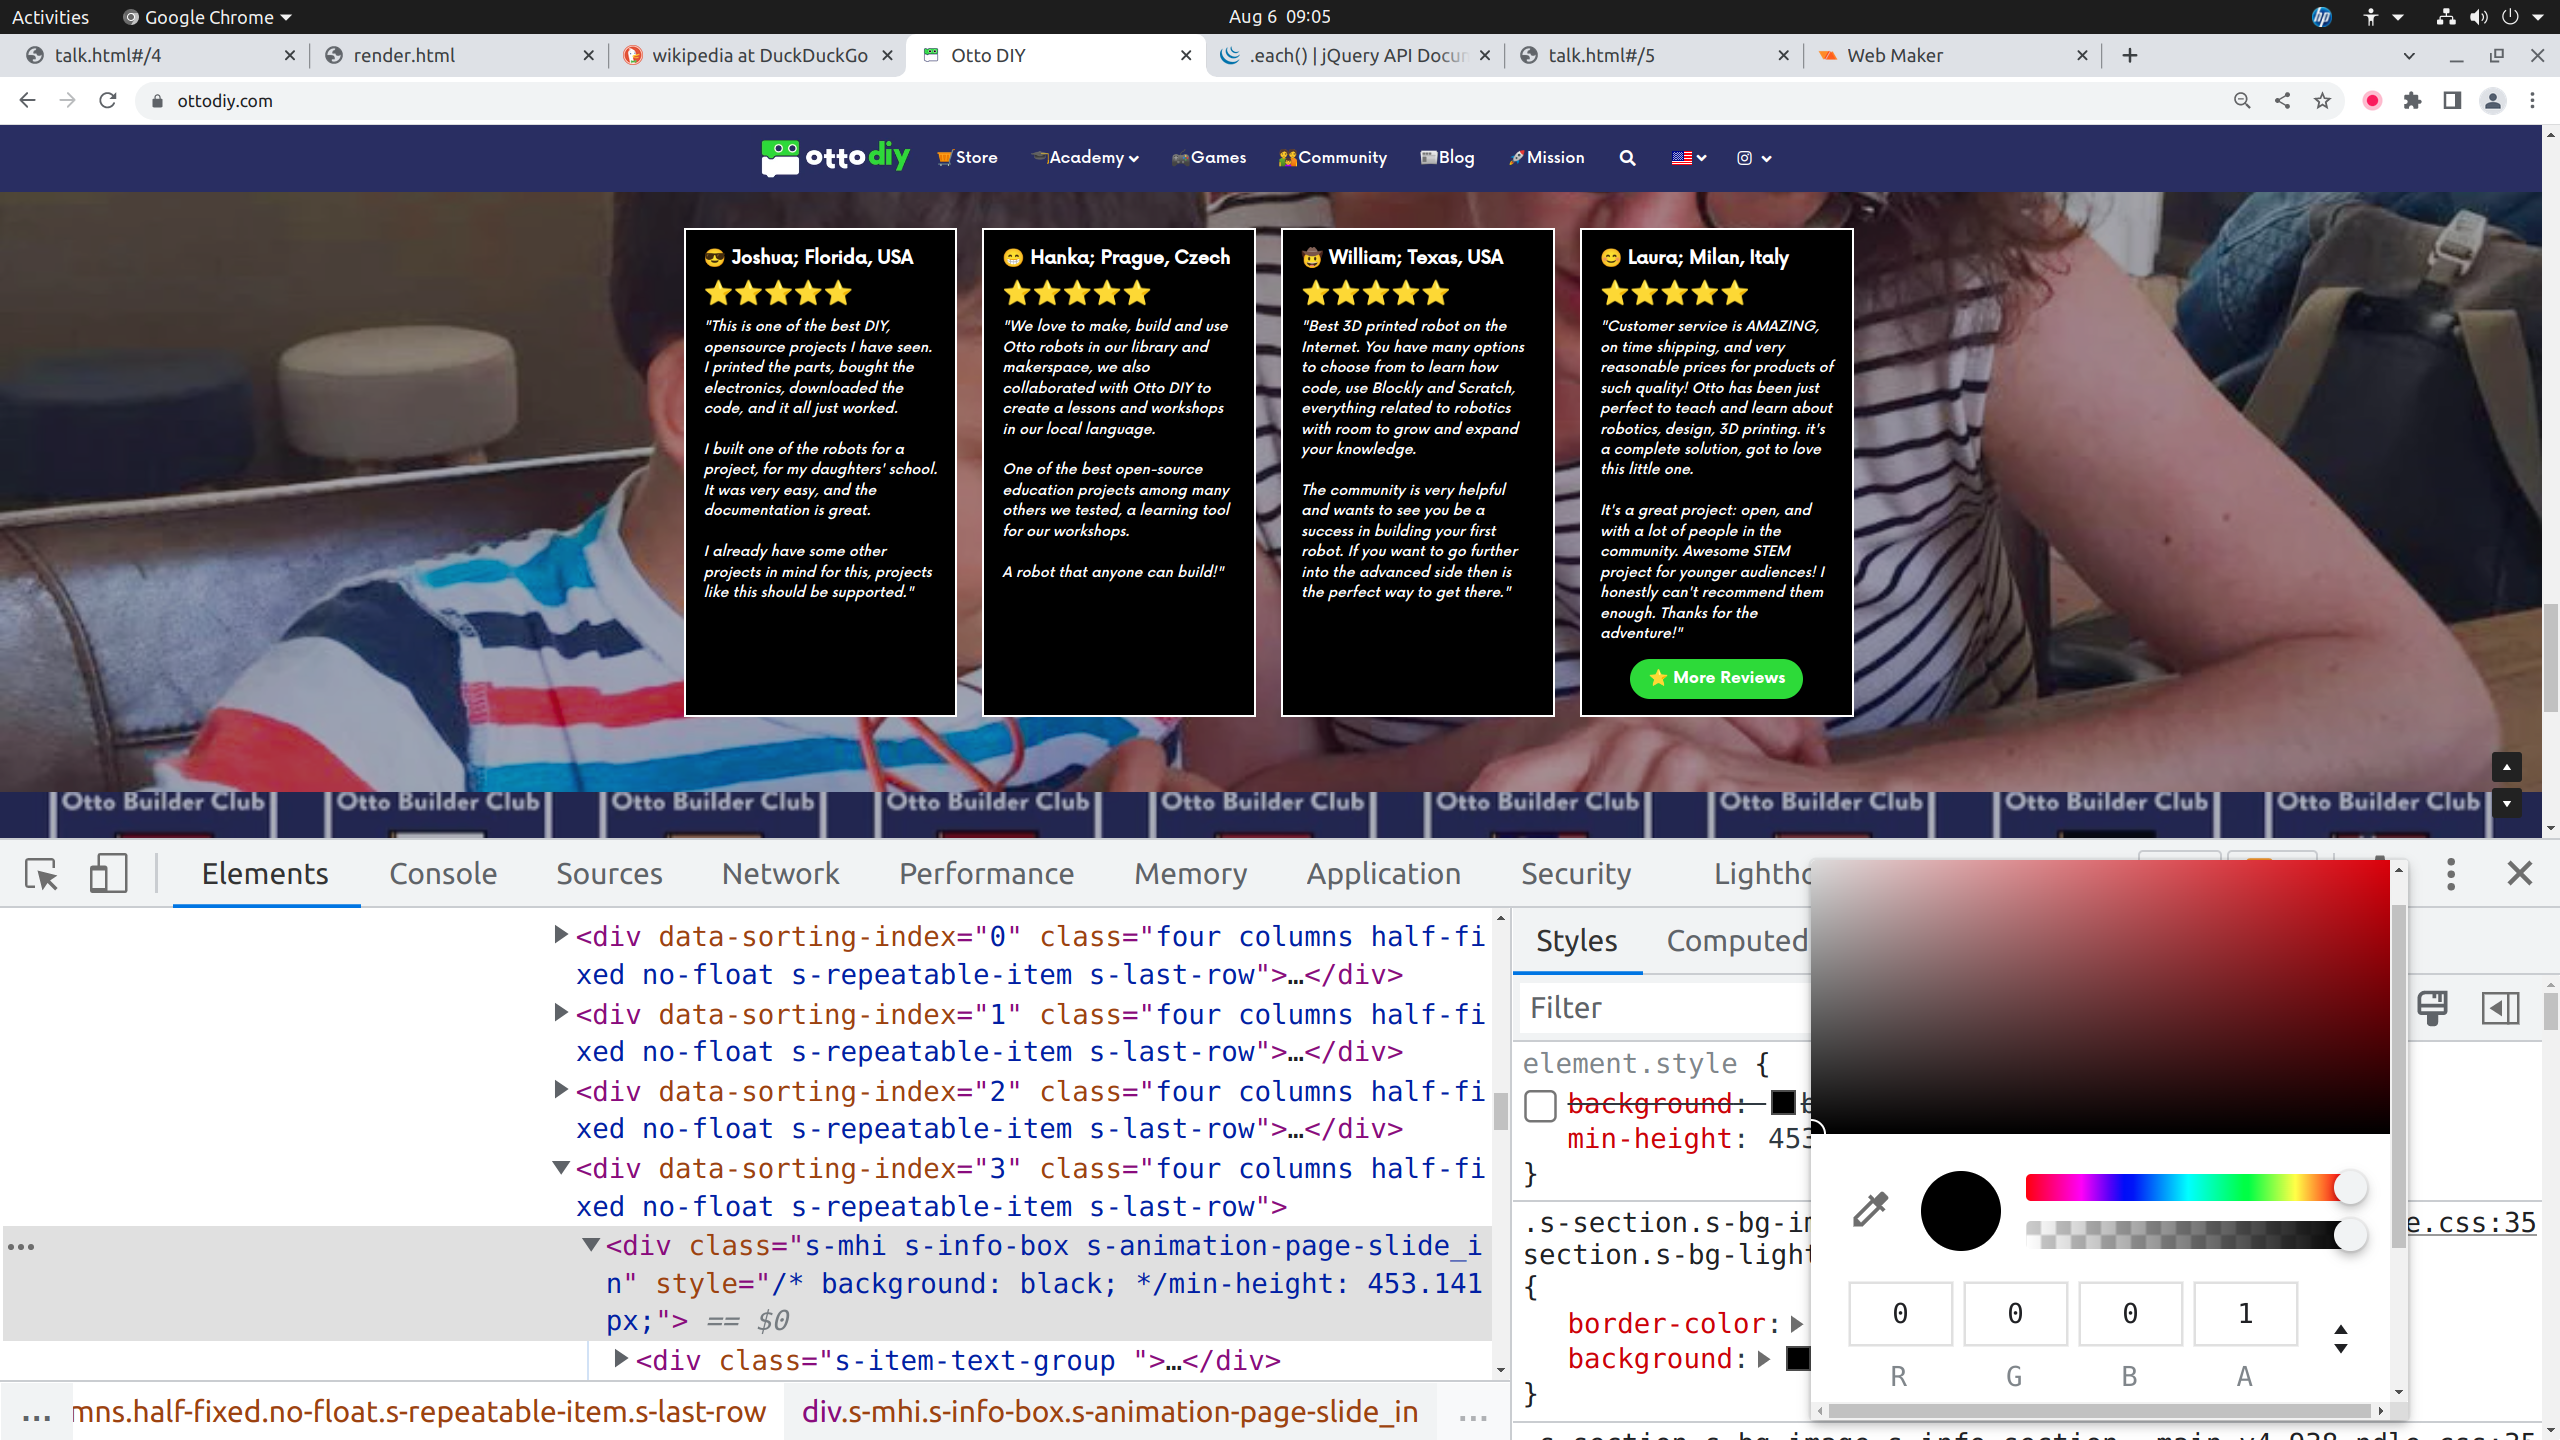 Activities
Google Chrome
Aug 6 09:05
hp
talk.html#/4
render.html
wikipedia at DuckDuckGo
Otto DIY
.each() | jQuery API Docum
talk.html#/5
Web Maker
ottodiy.com
otto diy
Store
Academy
Games
Community
Blog
Mission
Joshua; Florida, USA
"This is one of the best DIY,
opensource projects I have seen.
I printed the parts, bought the
electronics, downloaded the
code, and it all just worked.
I built one of the robots for a
project, for my daughters' school.
It was very easy, and the
documentation is great.
I already have some other
projects in mind for this, projects
like this should be supported."
Hanka; Prague, Czech
"We love to make, build and use
Otto robots in our library and
makerspace, we also
collaborated with Otto DIY to
create a lessons and workshops
in our local language.
One of the best open-source
education projects among many
others we tested, a learning tool
for our workshops.
A robot that anyone can build!"
William; Texas, USA
"Best 3D printed robot on the
Internet. You have many options
to choose from to learn how
code, use Blockly and Scratch,
everything related to robotics
with room to grow and expand
your knowledge.
The community is very helpful
and wants to see you be a
success in building your first
robot. If you want to go further
into the advanced side then is
the perfect way to get there."
Laura; Milan, Italy
"Customer service is AMAZING,
on time shipping, and very
reasonable prices for products of
such quality! Otto has been just
perfect to teach and learn about
robotics, design, 3D printing. it's
a complete solution, got to love
this little one.
It's a great project: open, and
with a lot of people in the
community. Awesome STEM
project for younger audiences! I
honestly can't recommend them
enough. Thanks for the
adventure!"
More Reviews
Otto Builder Club Otto Builder Club Otto Builder Club Otto Builder Club Otto Builder Club Otto Builder Club Otto Builder Club Otto Builder Club Otto Builder Club
Elements Console Sources Network Performance Memory Application Security Lightho
<div data-sorting-index="0" class="four columns half-fi
xed no-float s-repeatable-item s-last-row">…</div>
<div data-sorting-index="1" class="four columns half-fi
xed no-float s-repeatable-item s-last-row">…</div>
<div data-sorting-index="2" class="four columns half-fi
xed no-float s-repeatable-item s-last-row">…</div>
<div data-sorting-index="3" class="four columns half-fi
xed no-float s-repeatable-item s-last-row">
<div class="s-mhi s-info-box s-animation-page-slide_i
n" style="/* background: black; */min-height: 453.141
px;"> == $0
<div class="s-item-text-group ">…</div>
... mns.half-fixed.no-float.s-repeatable-item.s-last-row div.s-mhi.s-info-box.s-animation-page-slide_in ...
Styles Computed
Filter
element.style {
background: b
min-height: 453
}
.s-section.s-bg-im
e.css:35
section.s-bg-light
{
border-color:
background:
}
0 0 0 1
R G B A